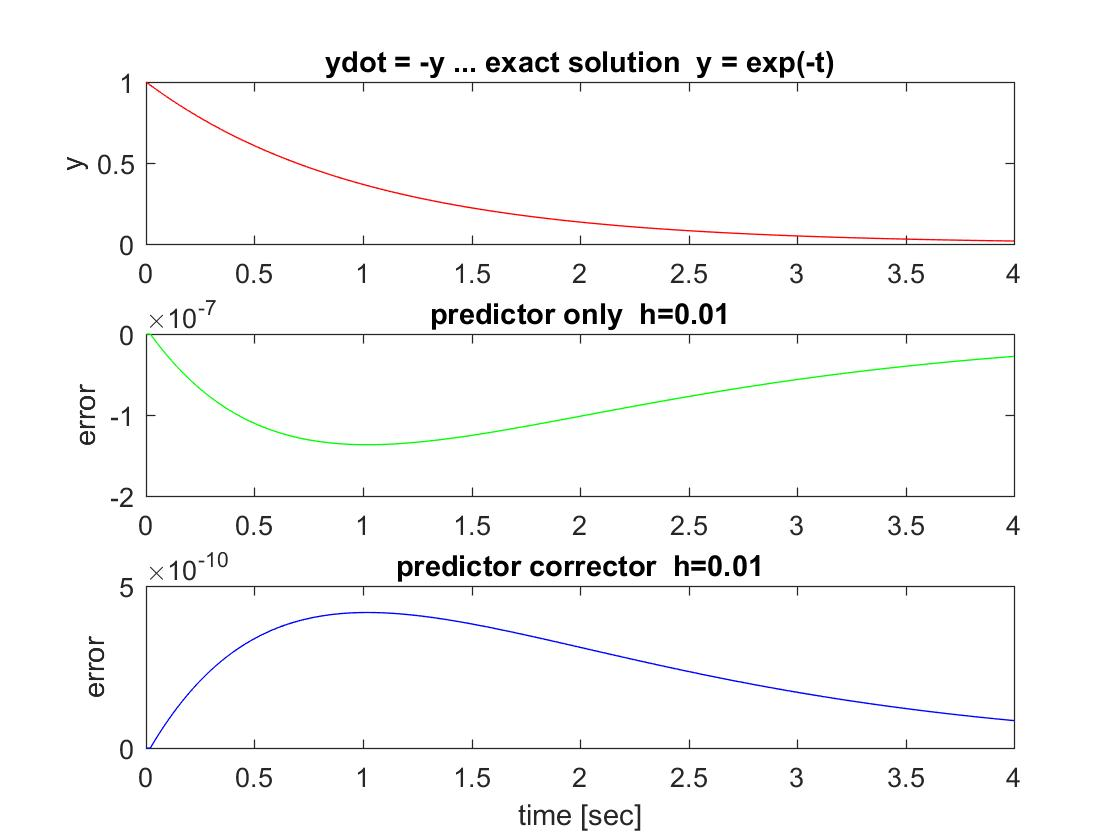 ydot = -y ... exact solution  y = exp(-t)
1
0.5
0
y
0 0.5 1 1.5 2 2.5 3 3.5 4
×10-7
predictor only  h=0.01
0
-1
-2
error
0 0.5 1 1.5 2 2.5 3 3.5 4
×10-10
predictor corrector  h=0.01
5
0
error
0 0.5 1 1.5 2 2.5 3 3.5 4
time [sec]